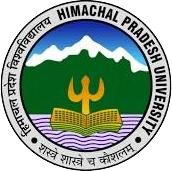 हिमाचल प्रदेश विश्वविद्यालय
HIMACHAL PRADESH UNIVERSITY
शस्त्रे शास्त्रे च कौशलम्